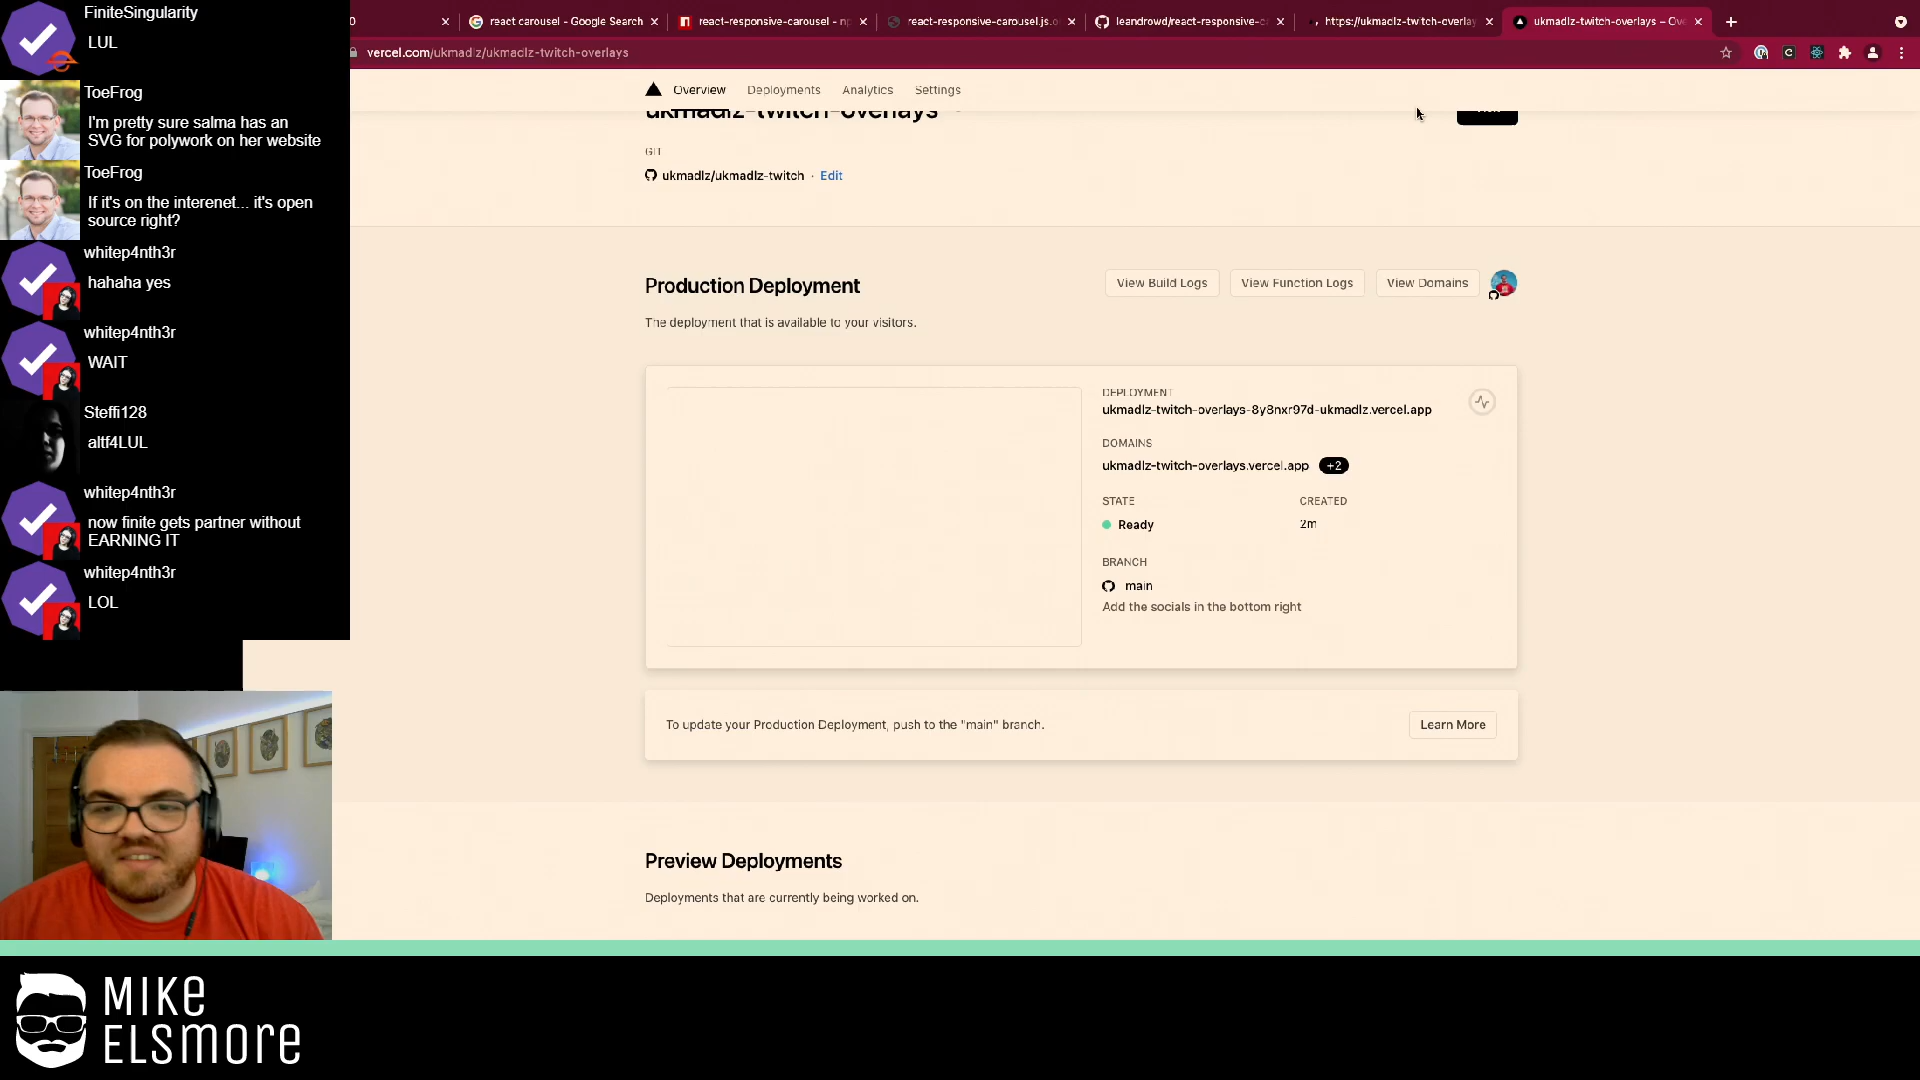 FiniteSingularity
LUL
ToeFrog
I'm pretty sure salma has an
SVG for polywork on her website
ToeFrog
If it's on the interenet... it's open
source right?
whitep4nth3r
hahaha yes
whitep4nth3r
WAIT
Steffi128
altf4LUL
whitep4nth3r
now finite gets partner without
EARNING IT
whitep4nth3r
LOL
react carousel - Google Search
react-responsive-carousel - np
react-responsive-carousel.js.o
leandrowd/react-responsive-c
https://ukmadlz-twitch-overlay
ukmadlz-twitch-overlays – Ove
vercel.com/ukmadlz/ukmadlz-twitch-overlays
Overview Deployments Analytics Settings
ukmadlz-twitch-overlays
GIT
ukmadlz/ukmadlz-twitch · Edit
Production Deployment
View Build Logs View Function Logs View Domains
The deployment that is available to your visitors.
DEPLOYMENT
ukmadlz-twitch-overlays-8y8nxr97d-ukmadlz.vercel.app
DOMAINS
ukmadlz-twitch-overlays.vercel.app +2
STATE CREATED
Ready 2m
BRANCH
main
Add the socials in the bottom right
To update your Production Deployment, push to the "main" branch.
Learn More
Preview Deployments
Deployments that are currently being worked on.
MIKE
ELSMORE